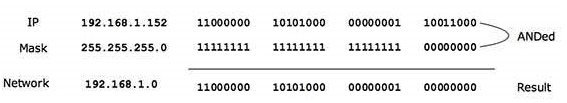 IP 192.168.1.152 11000000 10101000 00000001 10011000
ANDed
Mask 255.255.255.0 11111111 11111111 11111111 00000000
Network 192.168.1.0 11000000 10101000 00000001 00000000 Result